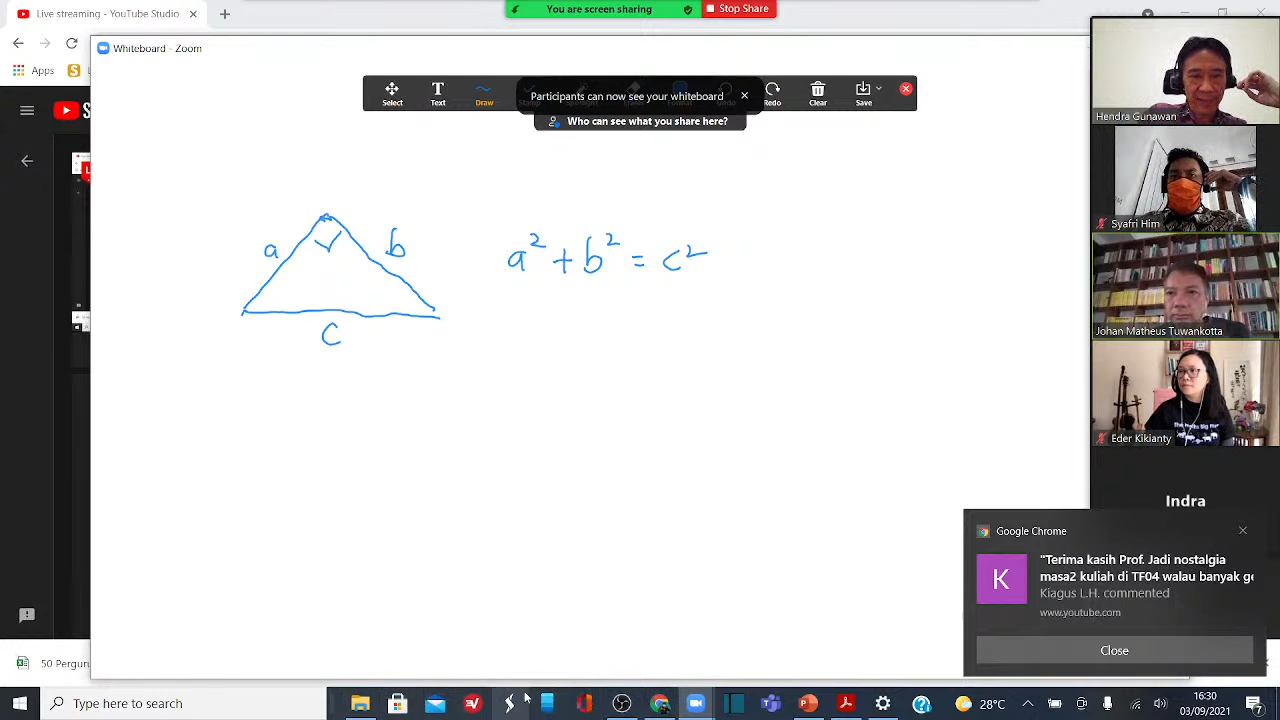 Live streaming - YouTube Studio
You are screen sharing
Stop Share
Apps
Whiteboard - Zoom
Select
Text
Draw
Participants can now see your whiteboard
Redo
Clear
Save
Who can see what you share here?
a
b
c
a² + b² = c²
Hendra Gunawan
Syafri Him
Johan Matheus Tuwankotta
Eder Kikianty
Indra
Google Chrome
K
"Terima kasih Prof. Jadi nostalgia
masa2 kuliah di TF04 walau banyak ge
Kiagus L.H. commented
www.youtube.com
Close
50 Perguru
Type here to search
28°C
16:30
03/09/2021